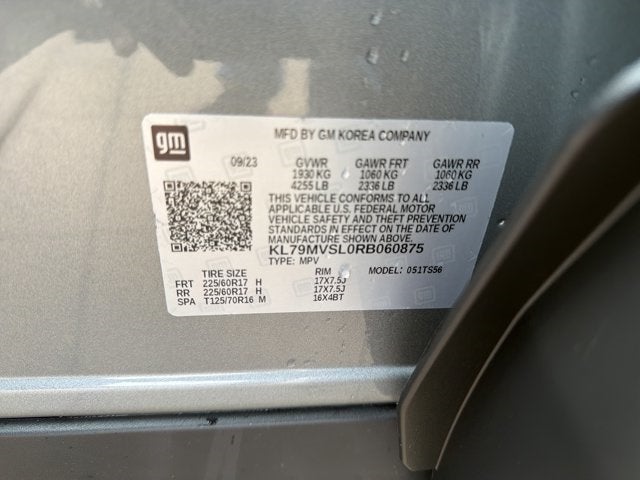 gm
MFD BY GM KOREA COMPANY
09/23 GVWR GAWR FRT GAWR RR
1930 KG 1060 KG 1060 KG
4255 LB 2336 LB 2336 LB
THIS VEHICLE CONFORMS TO ALL
APPLICABLE U.S. FEDERAL MOTOR
VEHICLE SAFETY AND THEFT PREVENTION
STANDARDS IN EFFECT ON THE DATE OF
MANUFACTURE SHOWN ABOVE.
KL79MVSL0RB060875
TYPE: MPV MODEL: 051TS56
TIRE SIZE RIM
FRT 225/60R17 H 17X7.5J
RR 225/60R17 H 17X7.5J
SPA T125/70R16 M 16X4BT